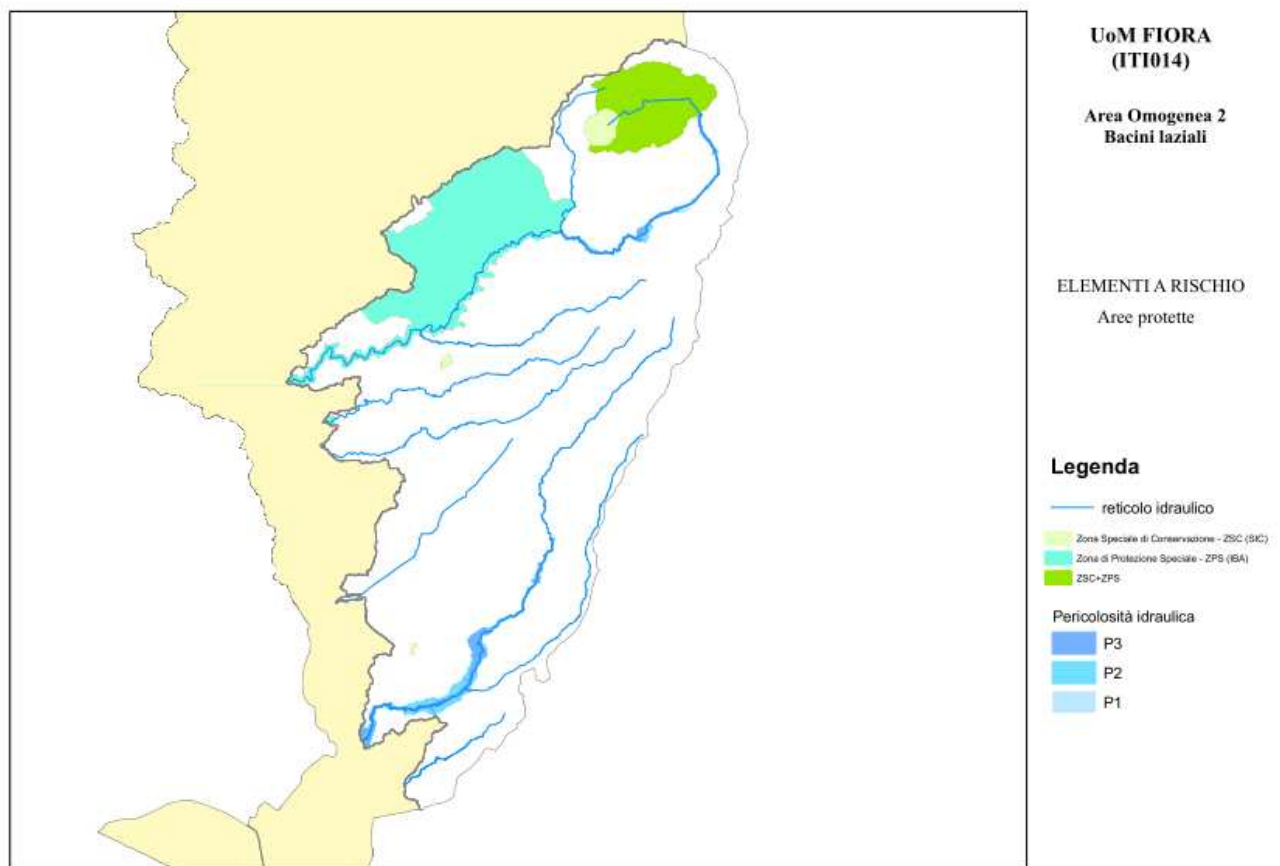 UoM FIORA
(ITI014)
Area Omogenea 2
Bacini laziali
ELEMENTI A RISCHIO
Aree protette
Legenda
reticolo idraulico
Zona Speciale di Conservazione - ZSC (SIC)
Zona di Protezione Speciale - ZPS (IBA)
ZSC+ZPS
Pericolosità idraulica
P3
P2
P1